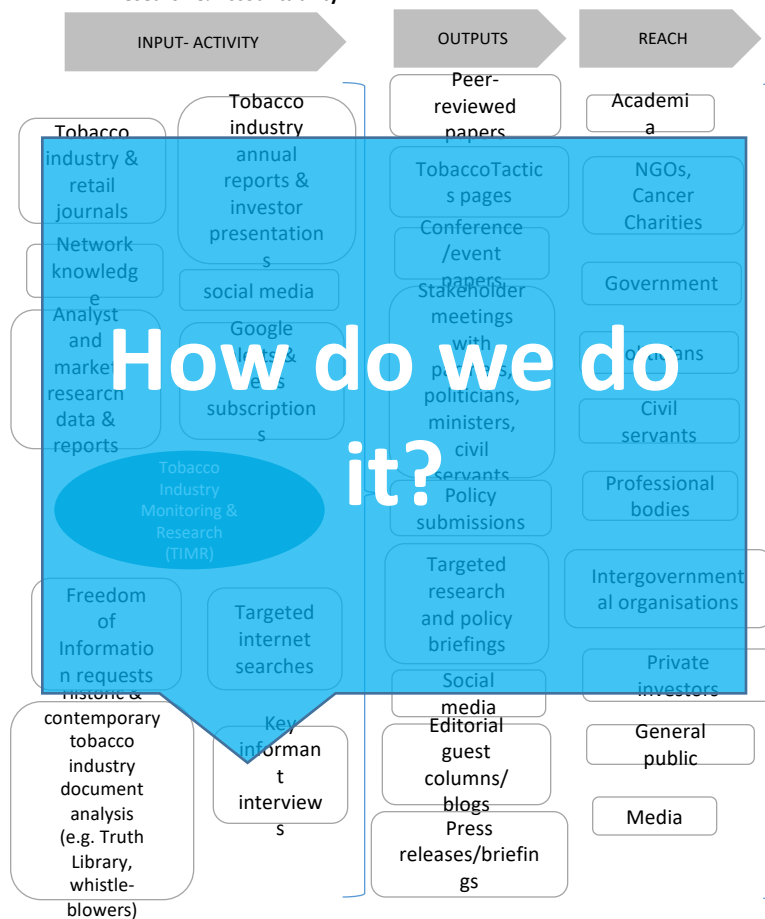 INPUT- ACTIVITY
OUTPUTS
REACH
Tobacco
industry &
retail
journals
Tobacco
industry
annual
reports &
investor
presentation
s
Network
knowledg
e
social media
Analyst
and
market
research
data &
reports
Google
alerts &
news
subscription
s
Tobacco
Industry
Monitoring &
Research
(TIMR)
Freedom
of
Informatio
n requests
Targeted
internet
searches
Historic &
contemporary
tobacco
industry
document
analysis
(e.g. Truth
Library,
whistle-
blowers)
Key
informan
t
interview
s
Peer-
reviewed
papers
TobaccoTactic
s pages
Conference
/event
papers
Stakeholder
meetings
with
partners,
politicians,
ministers,
civil
servants
Policy
submissions
Targeted
research
and policy
briefings
Social
media
Editorial
guest
columns/
blogs
Press
releases/briefin
gs
Academi
a
NGOs,
Cancer
Charities
Government
Politicians
Civil
servants
Professional
bodies
Intergovernment
al organisations
Private
investors
General
public
Media
How do we do
it?